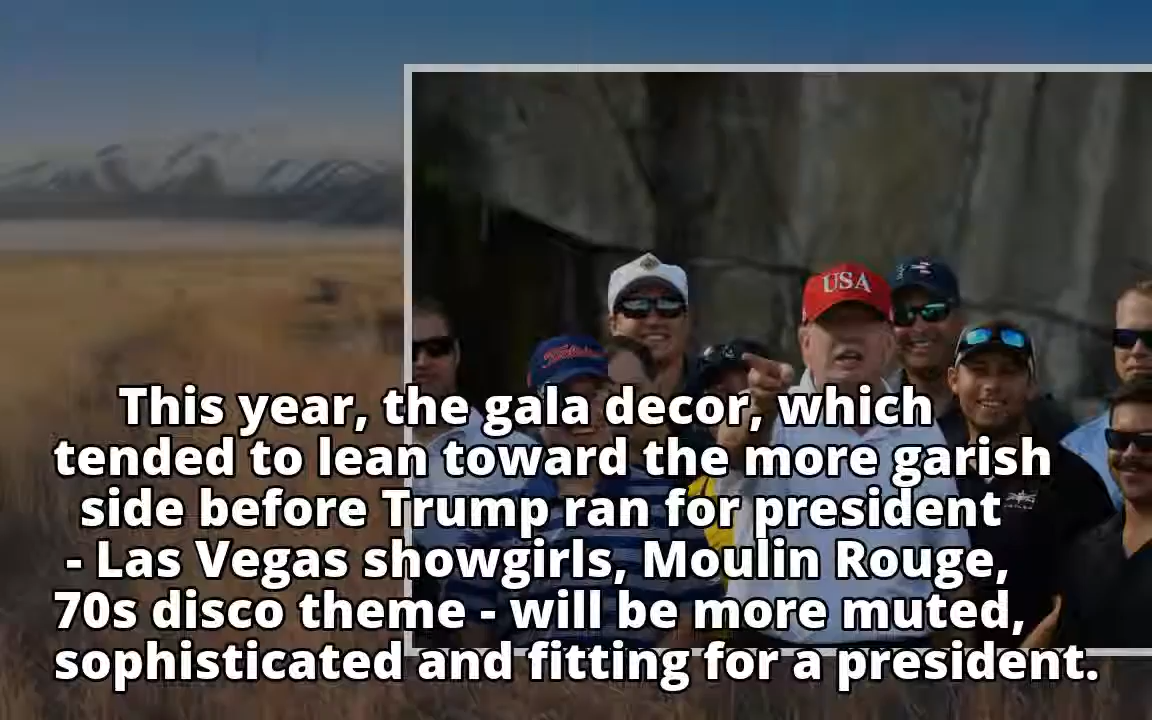 USA
This year, the gala decor, which
tended to lean toward the more garish
side before Trump ran for president
- Las Vegas showgirls, Moulin Rouge,
70s disco theme - will be more muted,
sophisticated and fitting for a president.